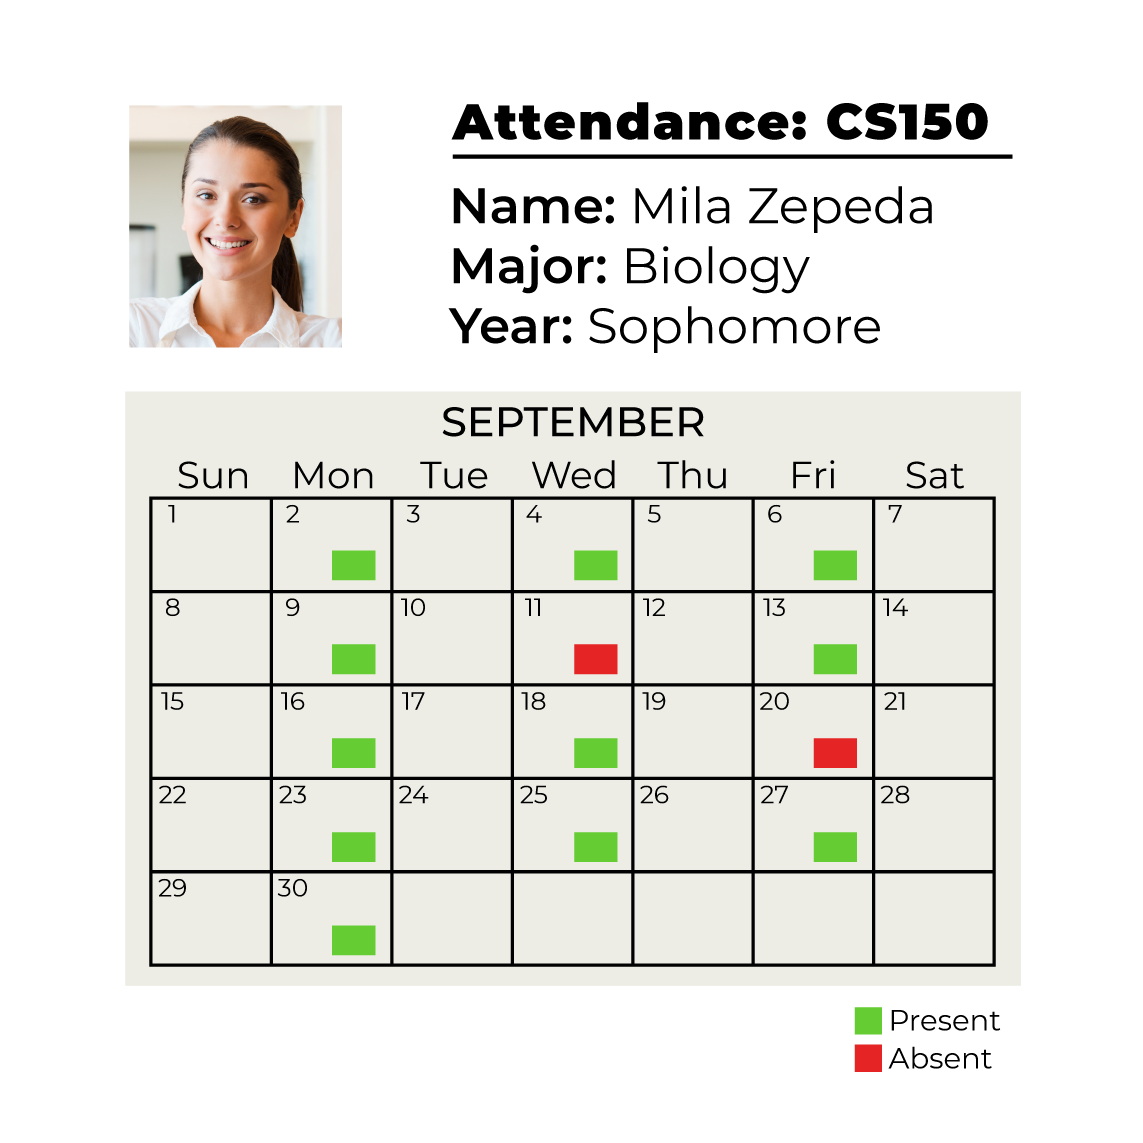 Attendance: CS150
Name: Mila Zepeda
Major: Biology
Year: Sophomore
SEPTEMBER
Sun Mon Tue Wed Thu Fri Sat
1 2 3 4 5 6 7
8 9 10 11 12 13 14
15 16 17 18 19 20 21
22 23 24 25 26 27 28
29 30
Present
Absent